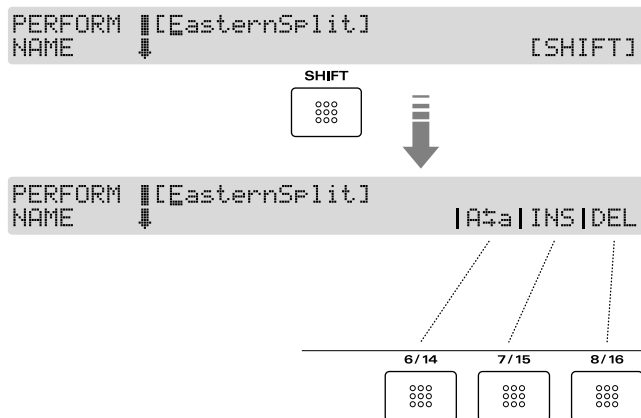 PERFORM [EasternSplit]
NAME [SHIFT]
SHIFT
PERFORM [EasternSplit]
NAME |A⇆a|INS|DEL
6/14 7/15 8/16